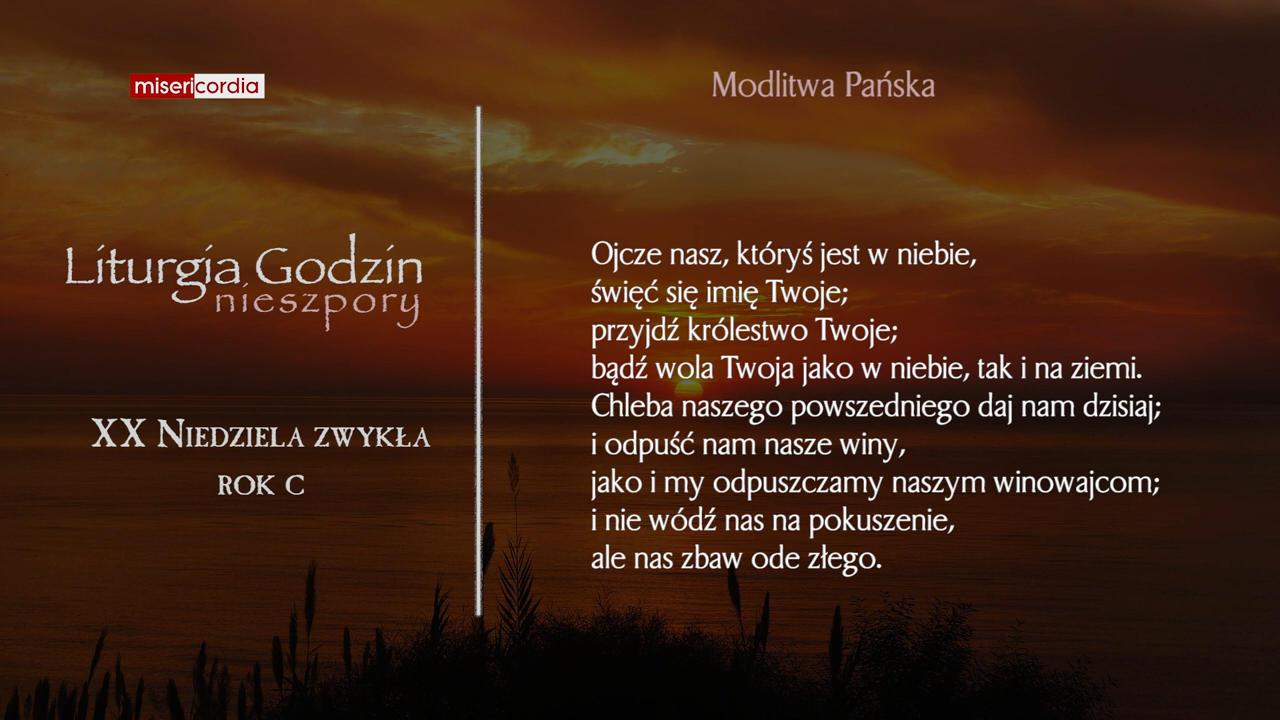 misericordia
Liturgia Godzin
nieszpory
XX Niedziela zwykła
rok C
Modlitwa Pańska
Ojcze nasz, któryś jest w niebie,
święć się imię Twoje;
przyjdź królestwo Twoje;
bądź wola Twoja jako w niebie, tak i na ziemi.
Chleba naszego powszedniego daj nam dzisiaj;
i odpuść nam nasze winy,
jako i my odpuszczamy naszym winowajcom;
i nie wódź nas na pokuszenie,
ale nas zbaw ode złego.